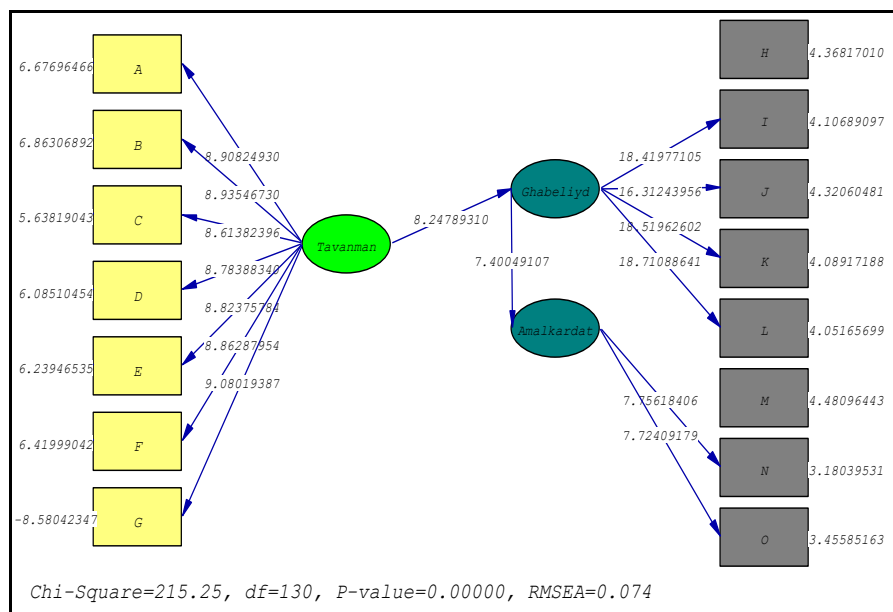 6.67696466 A
6.86306892 B
5.63819043 C
6.08510454 D
6.23946535 E
6.41999042 F
-8.58042347 G
8.90824930
8.93546730
8.61382396
8.78388340
8.82375784
8.86287954
9.08019387
Tavanman
8.24789310
Ghabeliyd
7.40049107
Amalkardat
18.41977105
16.31243956
18.51962602
18.71088641
7.75618406
7.72409179
H 4.36817010
I 4.10689097
J 4.32060481
K 4.08917188
L 4.05165699
M 4.48096443
N 3.18039531
O 3.45585163
Chi-Square=215.25, df=130, P-value=0.00000, RMSEA=0.074